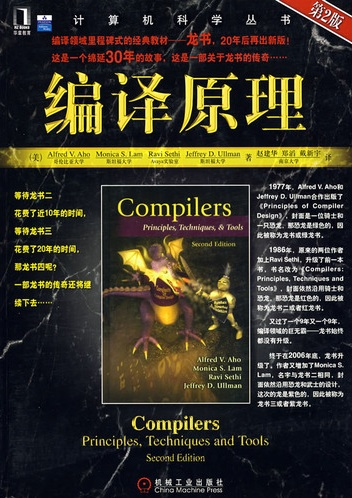 计算机科学丛书
华章教育
第2版
编译领域里程碑式的经典教材——龙书,20年后再出新版!
这是一个绵延30年的故事,这是一部关于龙书的传奇……
编译原理
(美) Alfred V. Aho Monica S. Lam Ravi Sethi Jeffrey D. Ullman 著 赵建华 郑滔 戴新宇 译
哥伦比亚大学 斯坦福大学 Avaya实验室 斯坦福大学 南京大学
等待龙书二
花费了近10年的时间,
等待龙书三
花费了20年的时间,
那龙书四呢?
一部龙书的传奇还将继
续下去……
Compilers
Principles, Techniques, & Tools
Second Edition
Alfred V. Aho
Monica S. Lam
Ravi Sethi
Jeffrey D. Ullman
1977年,Alfred V. Aho和
Jeffrey D. Ullman合作出版了
《Principles of Compiler
Design》,封面是一位骑士和
一只恐龙,那恐龙是绿色的,因
此被称为龙书或绿龙书。
1986年,原来的两位作者
加上Ravi Sethi,升级了前一本
书,书名改为《Compilers:
Principles, Techniques and
Tools》,封面依然沿用骑士和
恐龙,那恐龙是红色的,因此被
称为龙书二或者红龙书。
又过了一个9年又一个9年,
编译领域的巨无霸——龙书始终
都没有升级。
终于在2006年底,龙书升
级了。作者又增加了Monica S.
Lam,名字与龙书二相同,封
面依然沿用恐龙和武士的设计,
这次的龙是紫色的,因此被称为
龙书三或者紫龙书。
Compilers
Principles, Techniques and Tools
Second Edition
机械工业出版社
China Machine Press